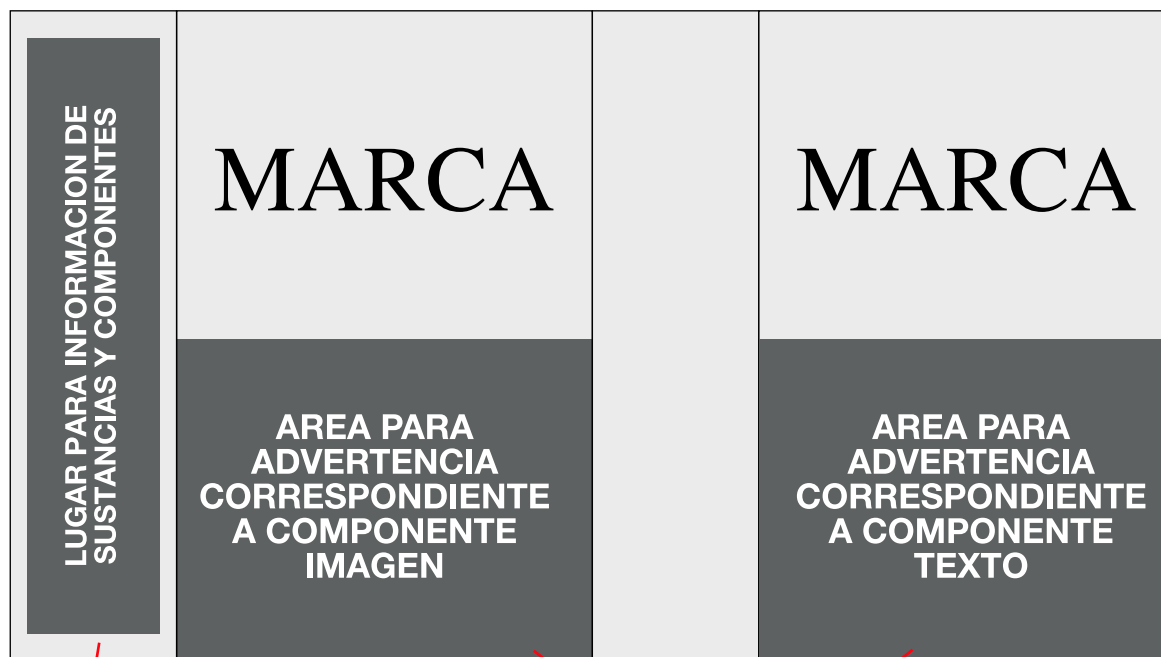 LUGAR PARA INFORMACION DE
SUSTANCIAS Y COMPONENTES
MARCA
AREA PARA
ADVERTENCIA
CORRESPONDIENTE
A COMPONENTE
IMAGEN
MARCA
AREA PARA
ADVERTENCIA
CORRESPONDIENTE
A COMPONENTE
TEXTO